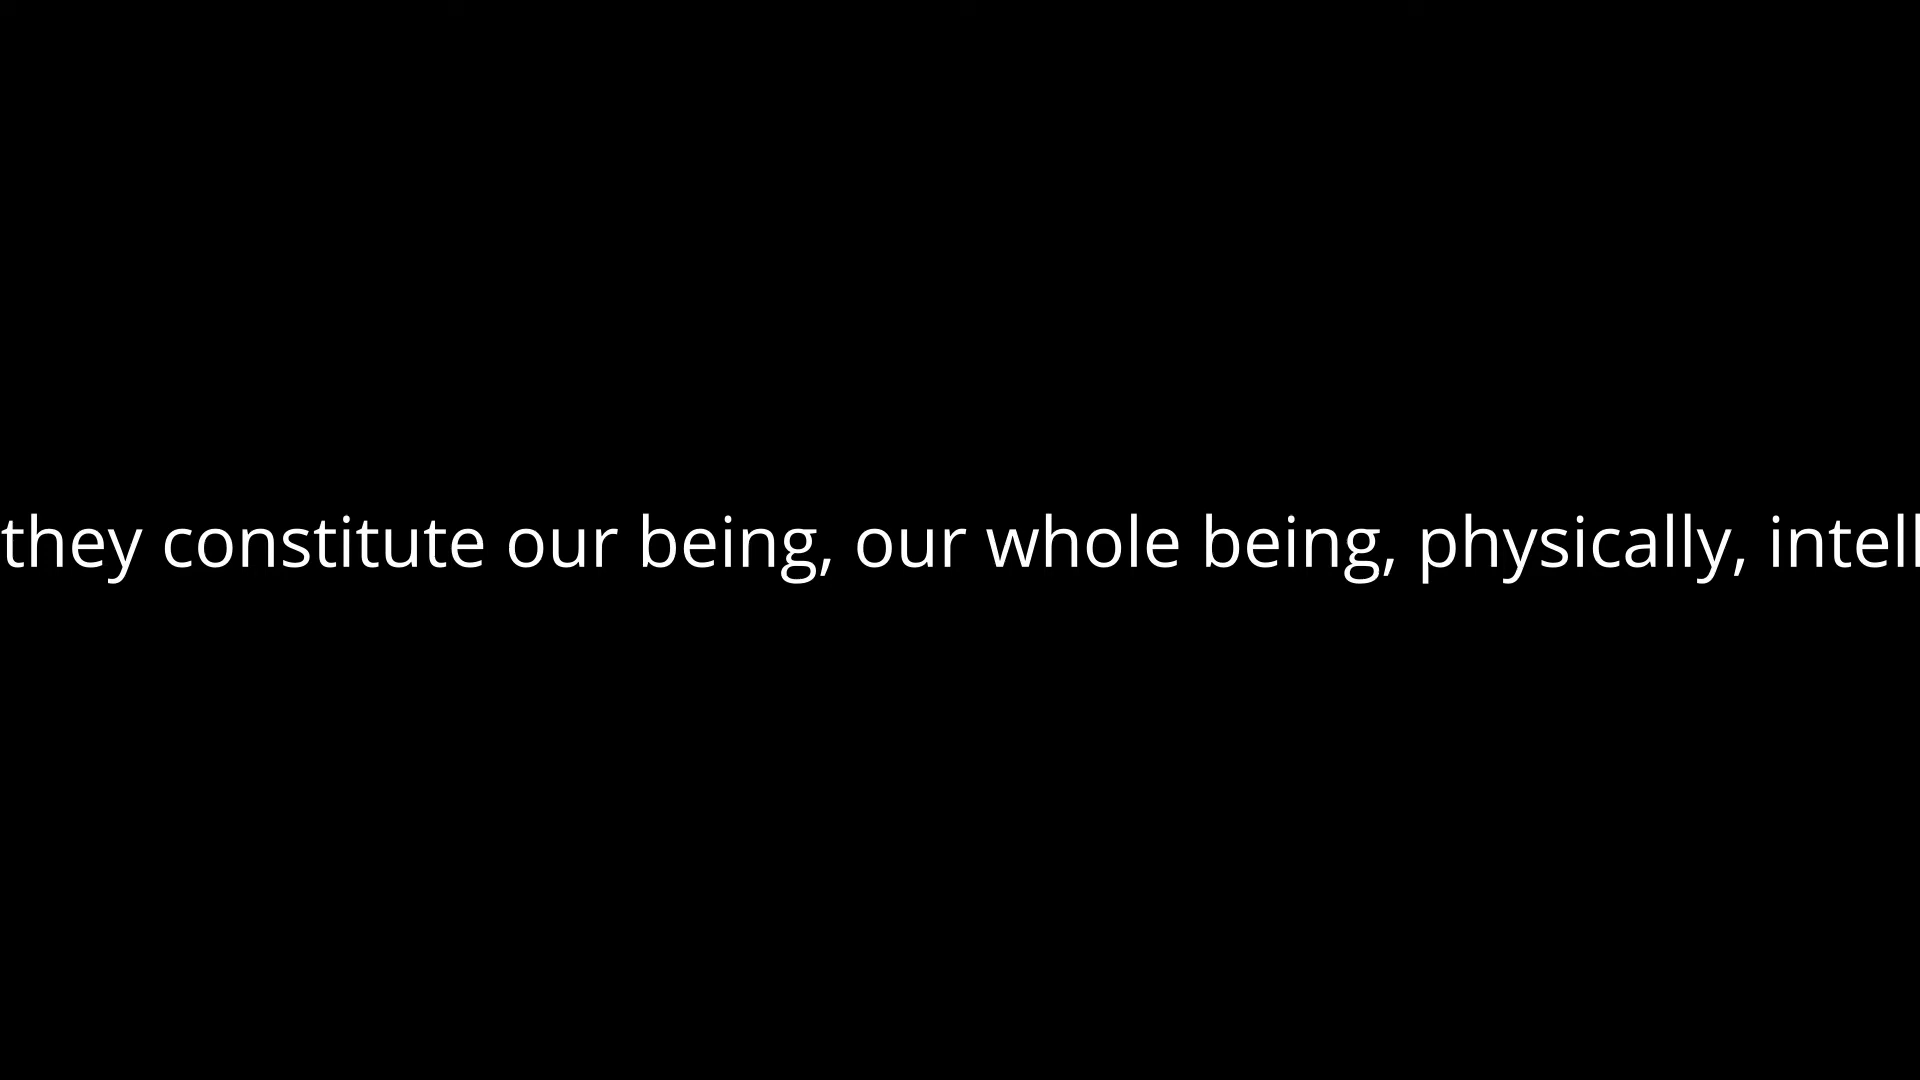 they constitute our being, our whole being, physically, intell